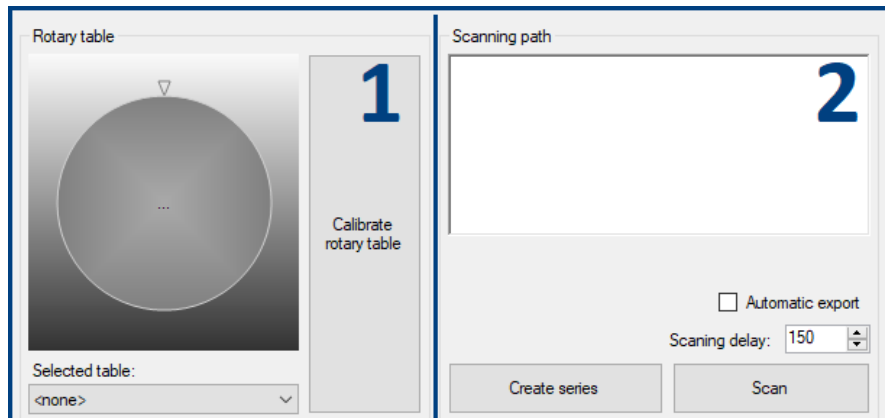 Rotary table
1
...
Calibrate
rotary table
Selected table:
<none>
Scanning path
2
Automatic export
Scaning delay: 150
Create series
Scan